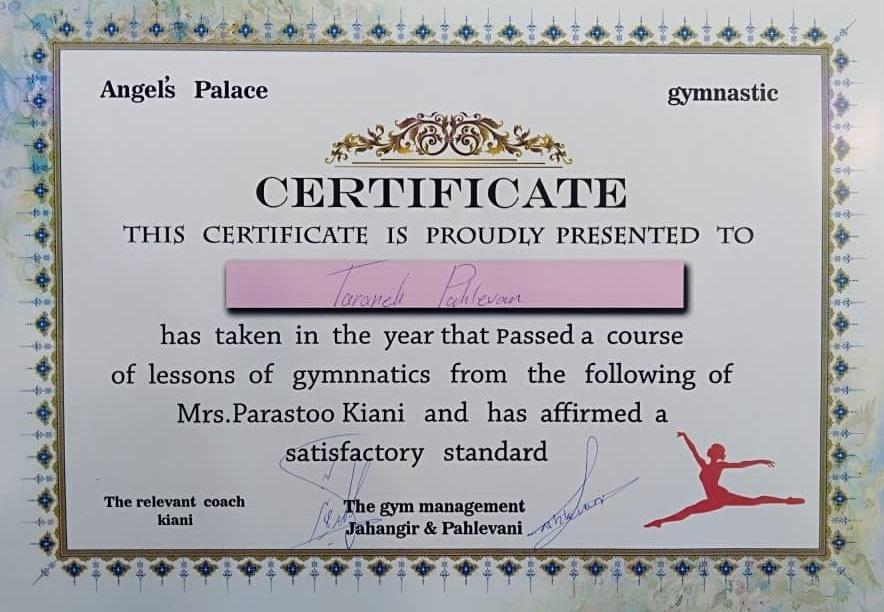 Angel's Palace gymnastic
CERTIFICATE
THIS CERTIFICATE IS PROUDLY PRESENTED TO
Taraneh Pahlevan
has taken in the year that Passed a course
of lessons of gymnnatics from the following of
Mrs.Parastoo Kiani and has affirmed a
satisfactory standard
The relevant coach
kiani
The gym management
Jahangir & Pahlevani